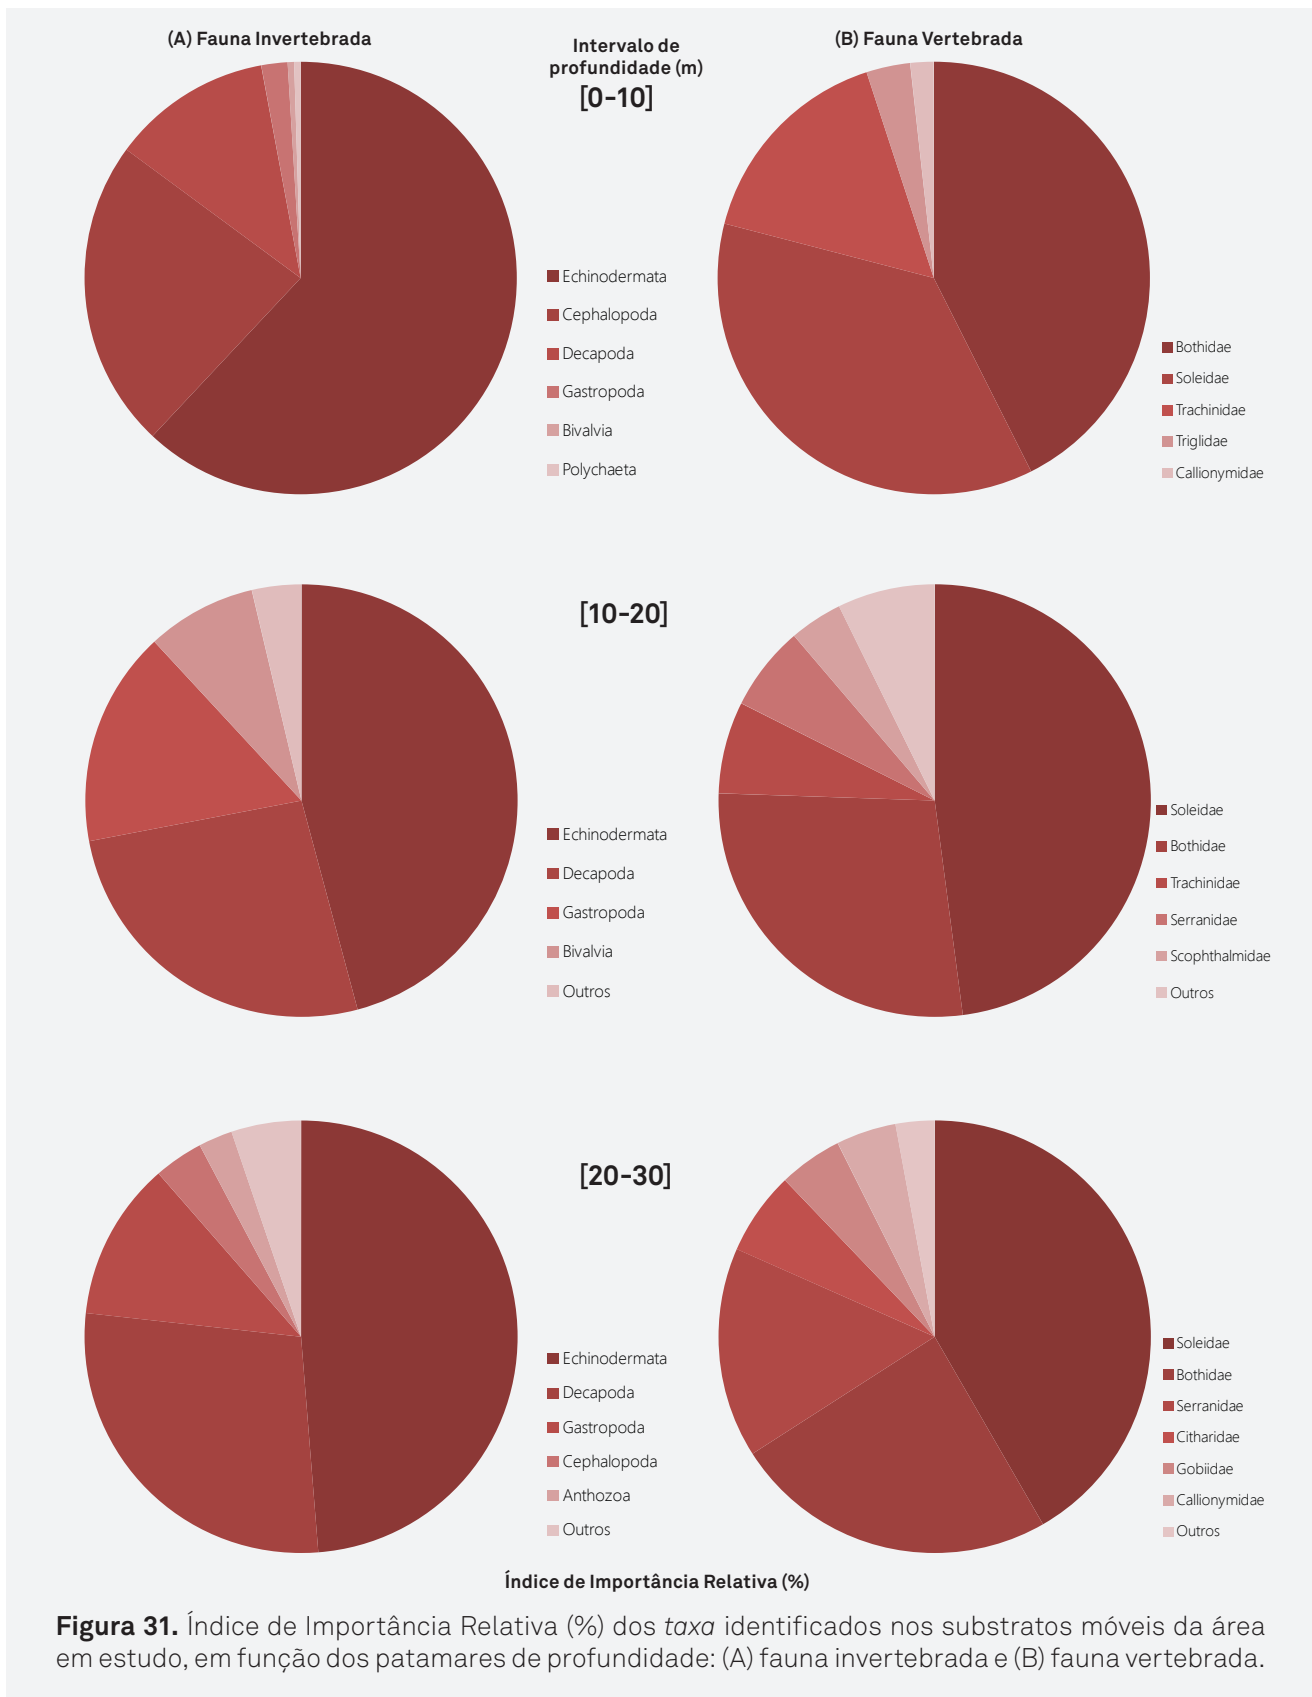 (A) Fauna Invertebrada
Intervalo de
profundidade (m)
(B) Fauna Vertebrada
[0-10]
Echinodermata
Cephalopoda
Decapoda
Gastropoda
Bivalvia
Polychaeta
Bothidae
Soleidae
Trachinidae
Triglidae
Callionymidae
[10-20]
Echinodermata
Decapoda
Gastropoda
Bivalvia
Outros
Soleidae
Bothidae
Trachinidae
Serranidae
Scophthalmidae
Outros
[20-30]
Echinodermata
Decapoda
Gastropoda
Cephalopoda
Anthozoa
Outros
Soleidae
Bothidae
Serranidae
Citharidae
Gobiidae
Callionymidae
Outros
Índice de Importância Relativa (%)
Figura 31. Índice de Importância Relativa (%) dos taxa identificados nos substratos móveis da área
em estudo, em função dos patamares de profundidade: (A) fauna invertebrada e (B) fauna vertebrada.